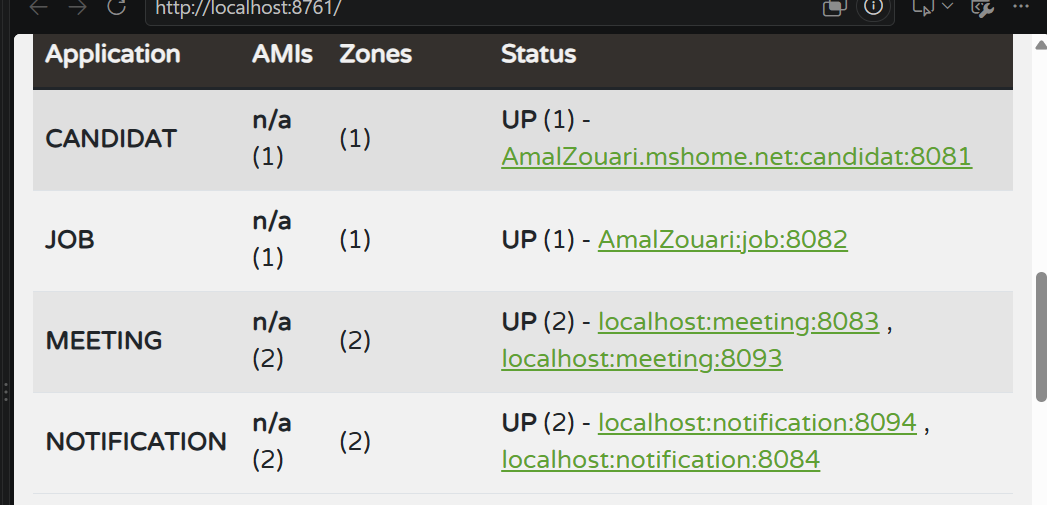 http://localhost:8761/
Application AMIs Zones Status
CANDIDAT n/a (1) (1) UP (1) -
AmalZouari.mshome.net:candidat:8081
JOB n/a (1) (1) UP (1) - AmalZouari:job:8082
MEETING n/a (2) (2) UP (2) - localhost:meeting:8083 ,
localhost:meeting:8093
NOTIFICATION n/a (2) (2) UP (2) - localhost:notification:8094 ,
localhost:notification:8084